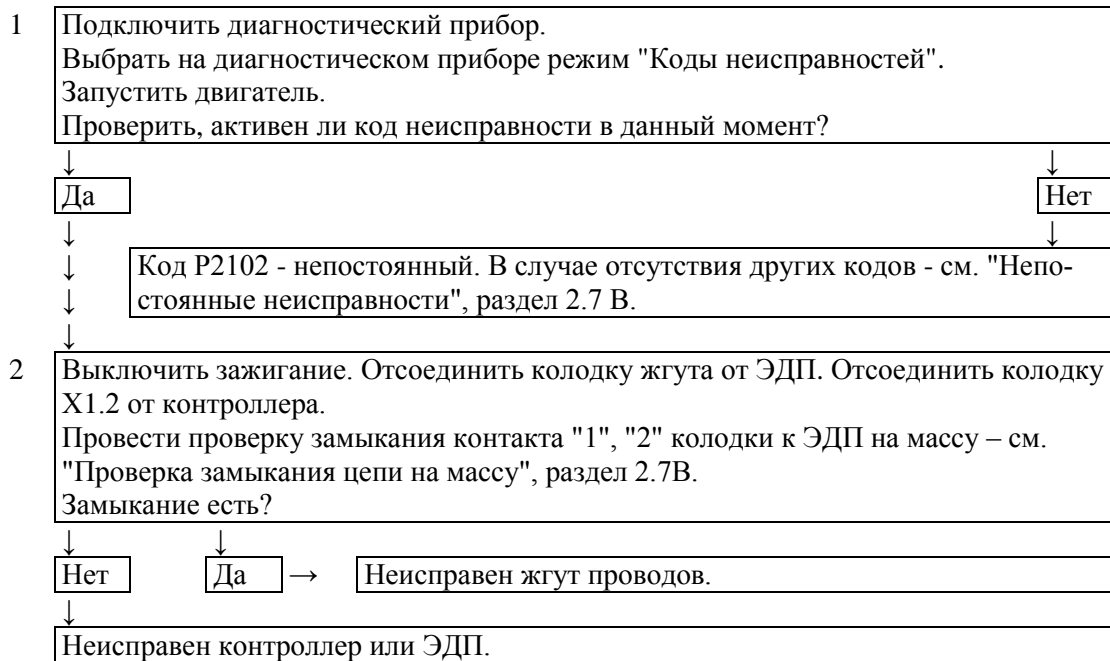 1 Подключить диагностический прибор.
Выбрать на диагностическом приборе режим "Коды неисправностей".
Запустить двигатель.
Проверить, активен ли код неисправности в данный момент?
↓ ↓
Да Нет
↓ ↓
↓ Код P2102 - непостоянный. В случае отсутствия других кодов - см. "Непо-
↓ стоянные неисправности", раздел 2.7 В.
↓
2 Выключить зажигание. Отсоединить колодку жгута от ЭДП. Отсоединить колодку
X1.2 от контроллера.
Провести проверку замыкания контакта "1", "2" колодки к ЭДП на массу – см.
"Проверка замыкания цепи на массу", раздел 2.7В.
Замыкание есть?
↓ ↓
Нет Да → Неисправен жгут проводов.
↓
Неисправен контроллер или ЭДП.